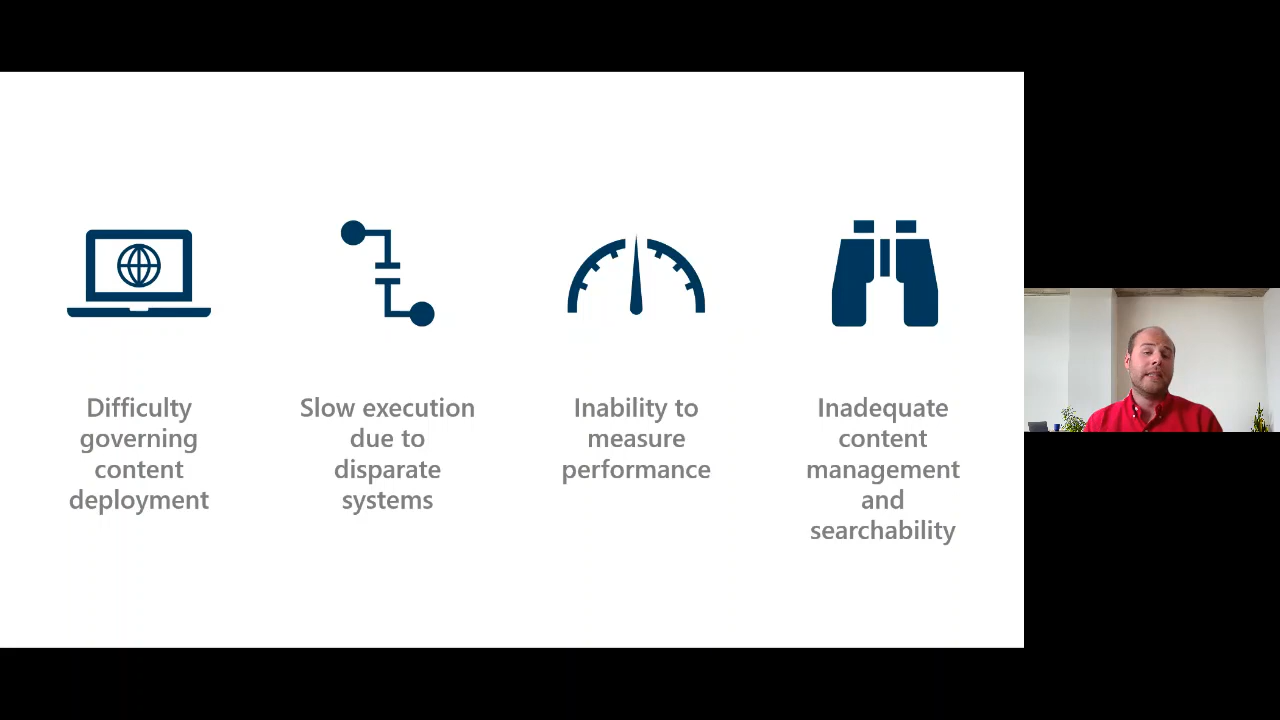 Difficulty
governing
content
deployment
Slow execution
due to
disparate
systems
Inability to
measure
performance
Inadequate
content
management
and
searchability